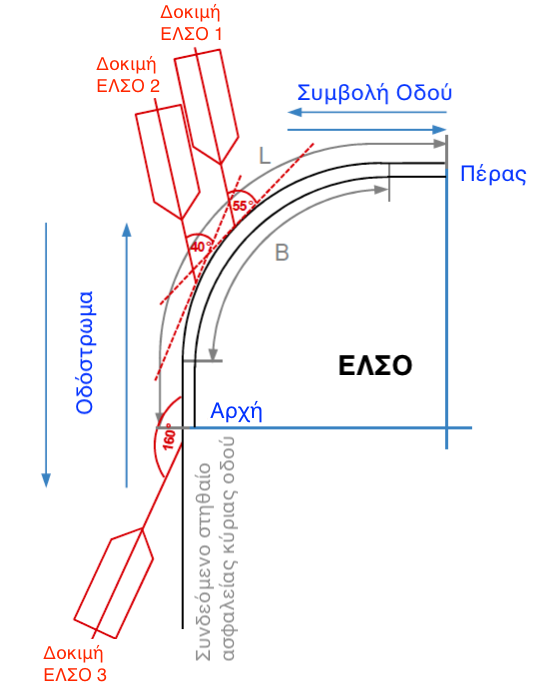 Δοκιμή
ΕΛΣΟ 1
Δοκιμή
ΕΛΣΟ 2
Συμβολή Οδού
L
Πέρας
55°
40°
B
Οδόστρωμα
ΕΛΣΟ
Αρχή
160°
Συνδεόμενο στηθαίο
ασφαλείας κύριας οδού
Δοκιμή
ΕΛΣΟ 3